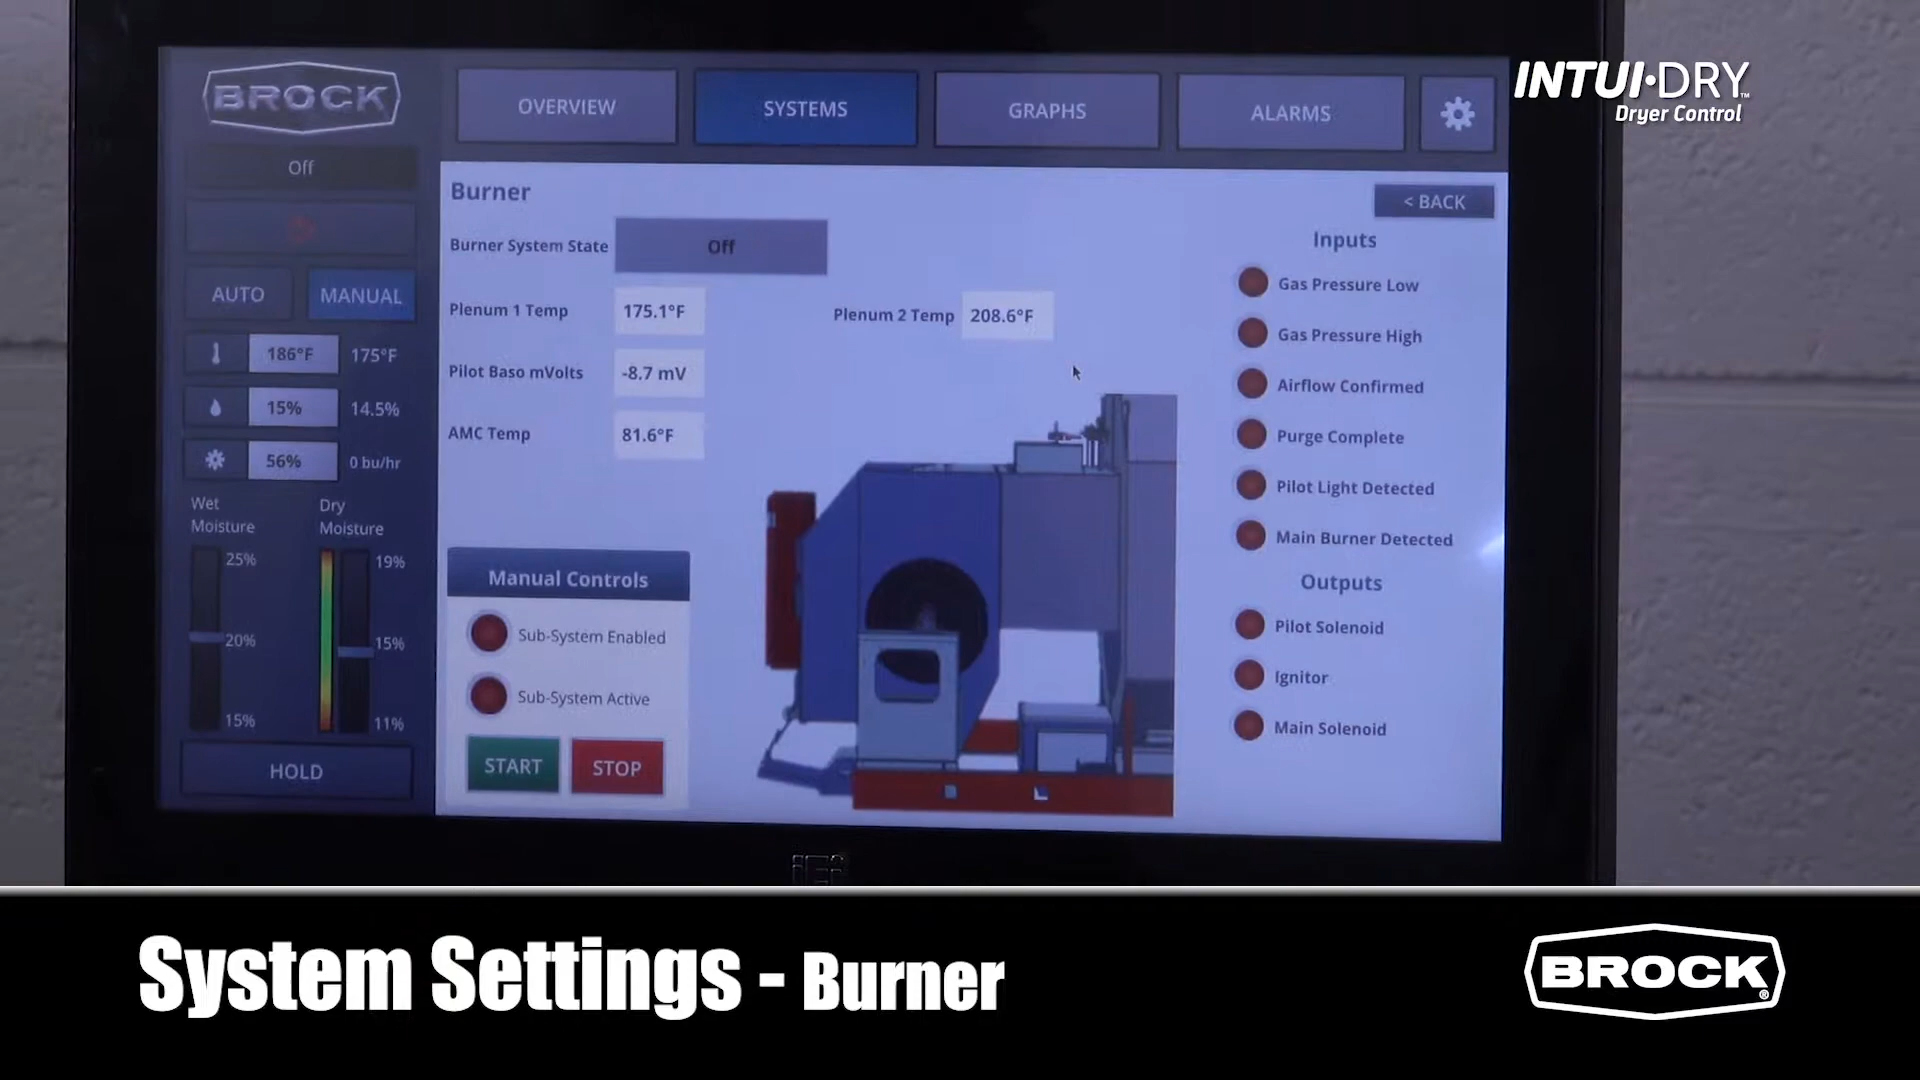 INTUI·DRY™
Dryer Control
BROCK
OVERVIEW
SYSTEMS
GRAPHS
ALARMS
Off
AUTO
MANUAL
186°F
175°F
15%
14.5%
56%
0 bu/hr
Wet
Moisture
Dry
Moisture
25%
20%
15%
19%
15%
11%
HOLD
Burner
< BACK
Burner System State
Off
Plenum 1 Temp
175.1°F
Plenum 2 Temp
208.6°F
Pilot Baso mVolts
-8.7 mV
AMC Temp
81.6°F
Manual Controls
Sub-System Enabled
Sub-System Active
START
STOP
Inputs
Gas Pressure Low
Gas Pressure High
Airflow Confirmed
Purge Complete
Pilot Light Detected
Main Burner Detected
Outputs
Pilot Solenoid
Ignitor
Main Solenoid
System Settings - Burner
BROCK®